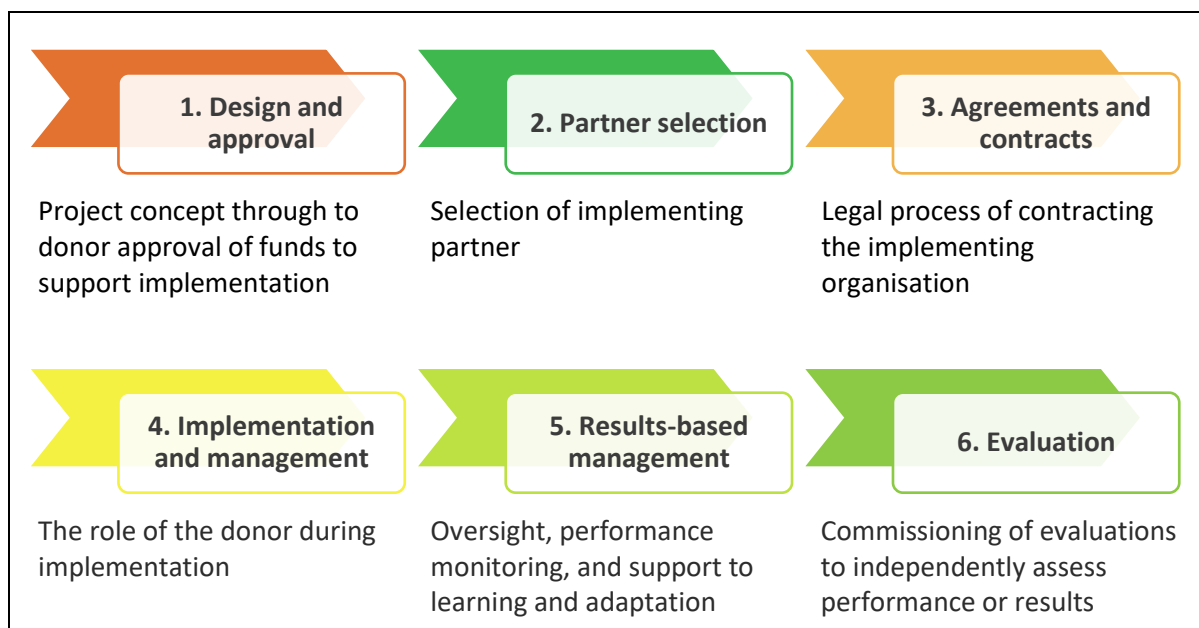 1. Design and
approval
Project concept through to
donor approval of funds to
support implementation
2. Partner selection
Selection of implementing
partner
3. Agreements and
contracts
Legal process of contracting
the implementing
organisation
4. Implementation
and management
The role of the donor during
implementation
5. Results-based
management
Oversight, performance
monitoring, and support to
learning and adaptation
6. Evaluation
Commissioning of evaluations
to independently assess
performance or results